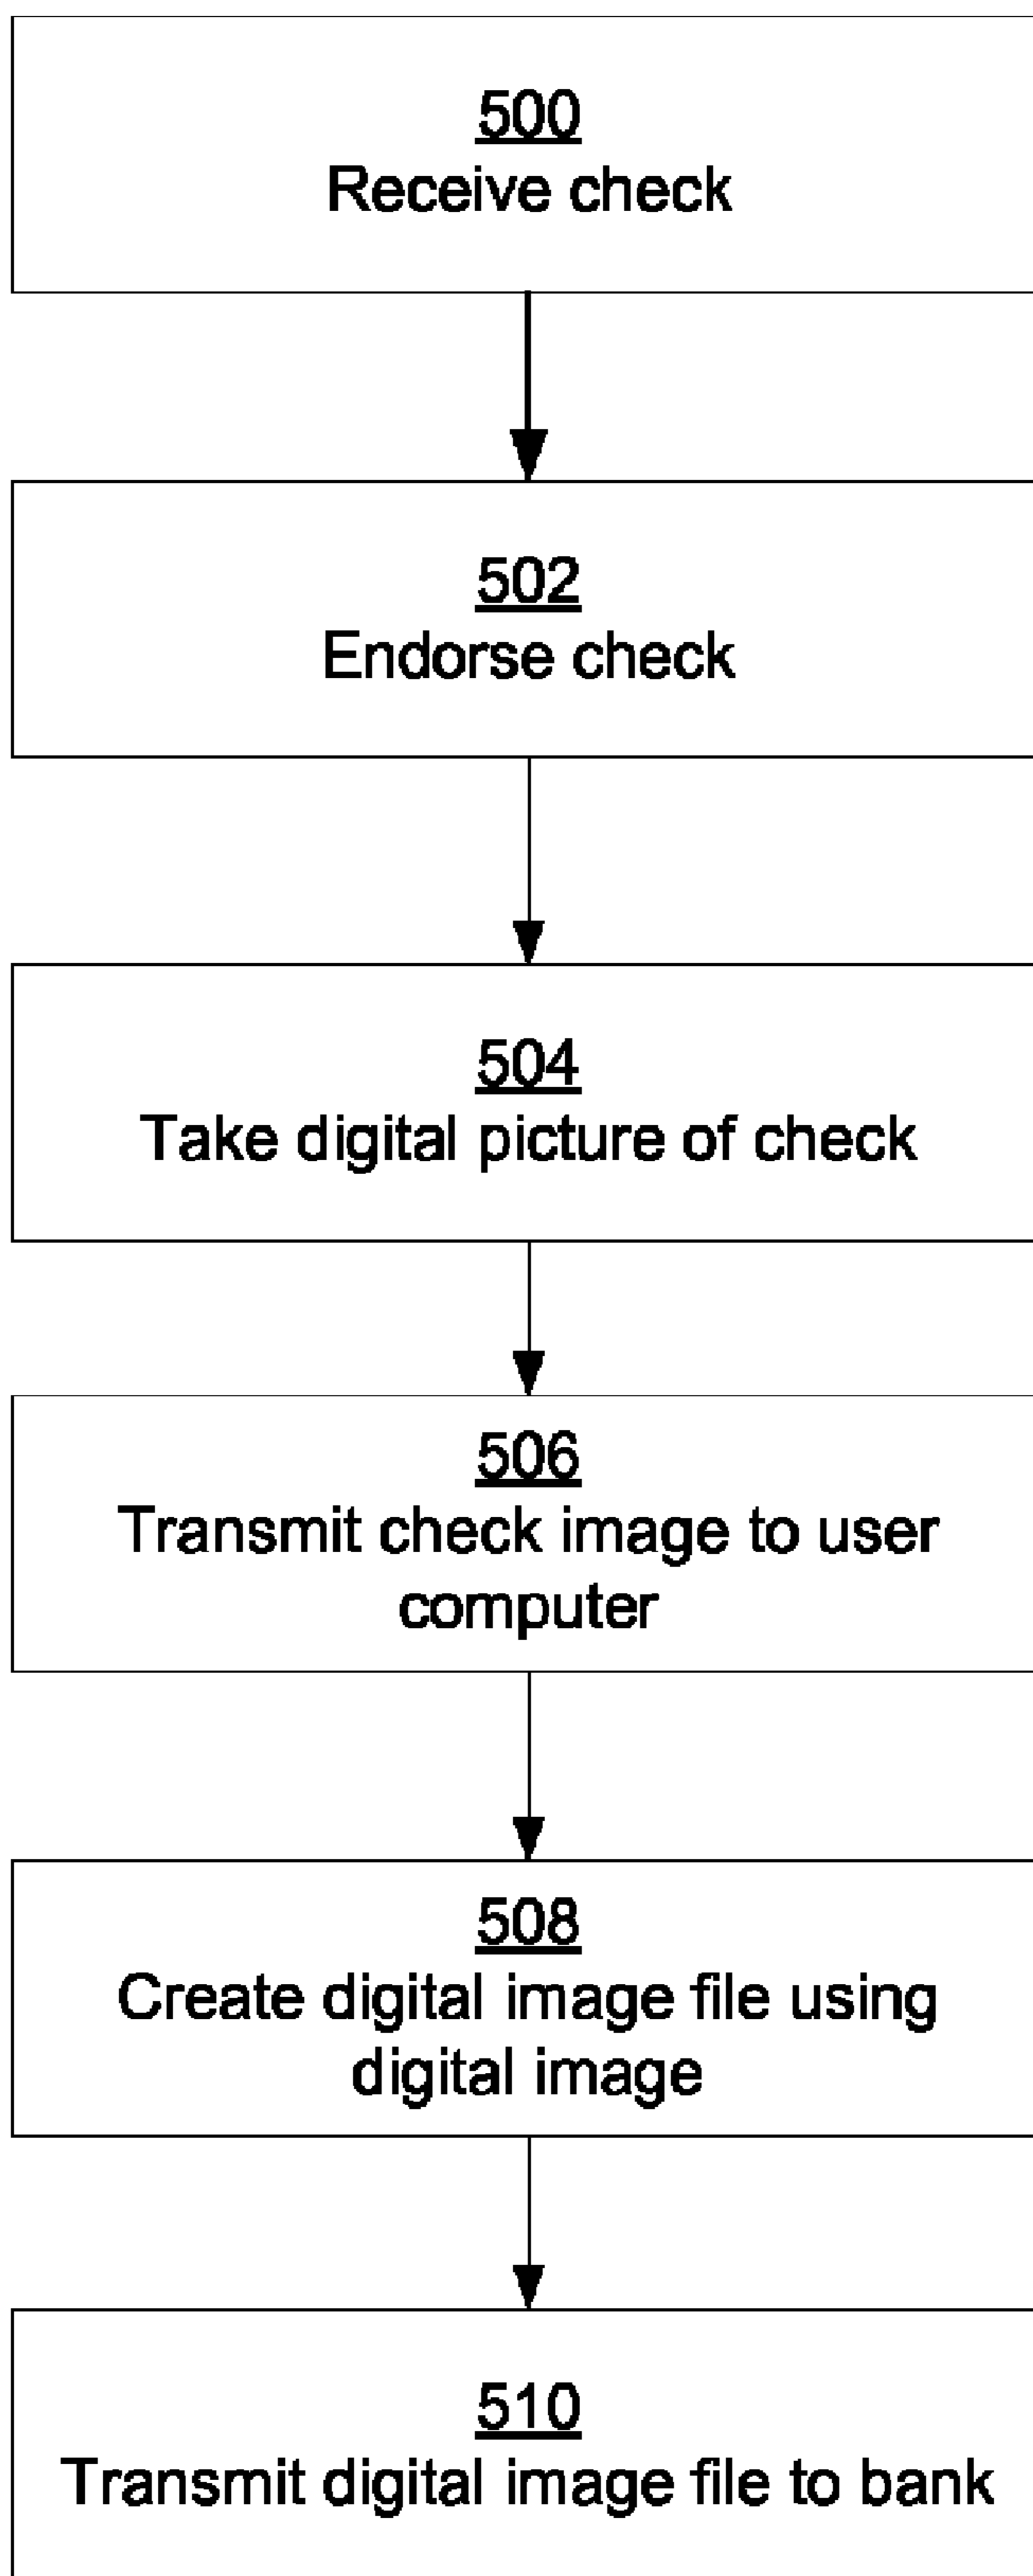 500
Receive check
502
Endorse check
504
Take digital picture of check
506
Transmit check image to user
computer
508
Create digital image file using
digital image
510
Transmit digital image file to bank